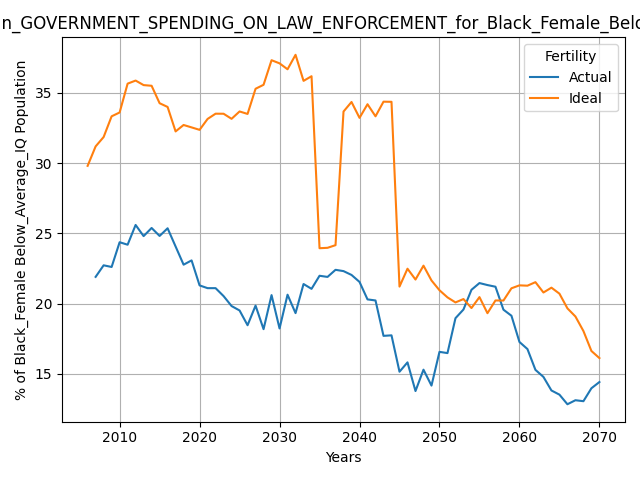 n_GOVERNMENT_SPENDING_ON_LAW_ENFORCEMENT_for_Black_Female_Belo
Fertility
Actual
Ideal
% of Black_Female Below_Average_IQ Population
35
30
25
20
15
2010 2020 2030 2040 2050 2060 2070
Years